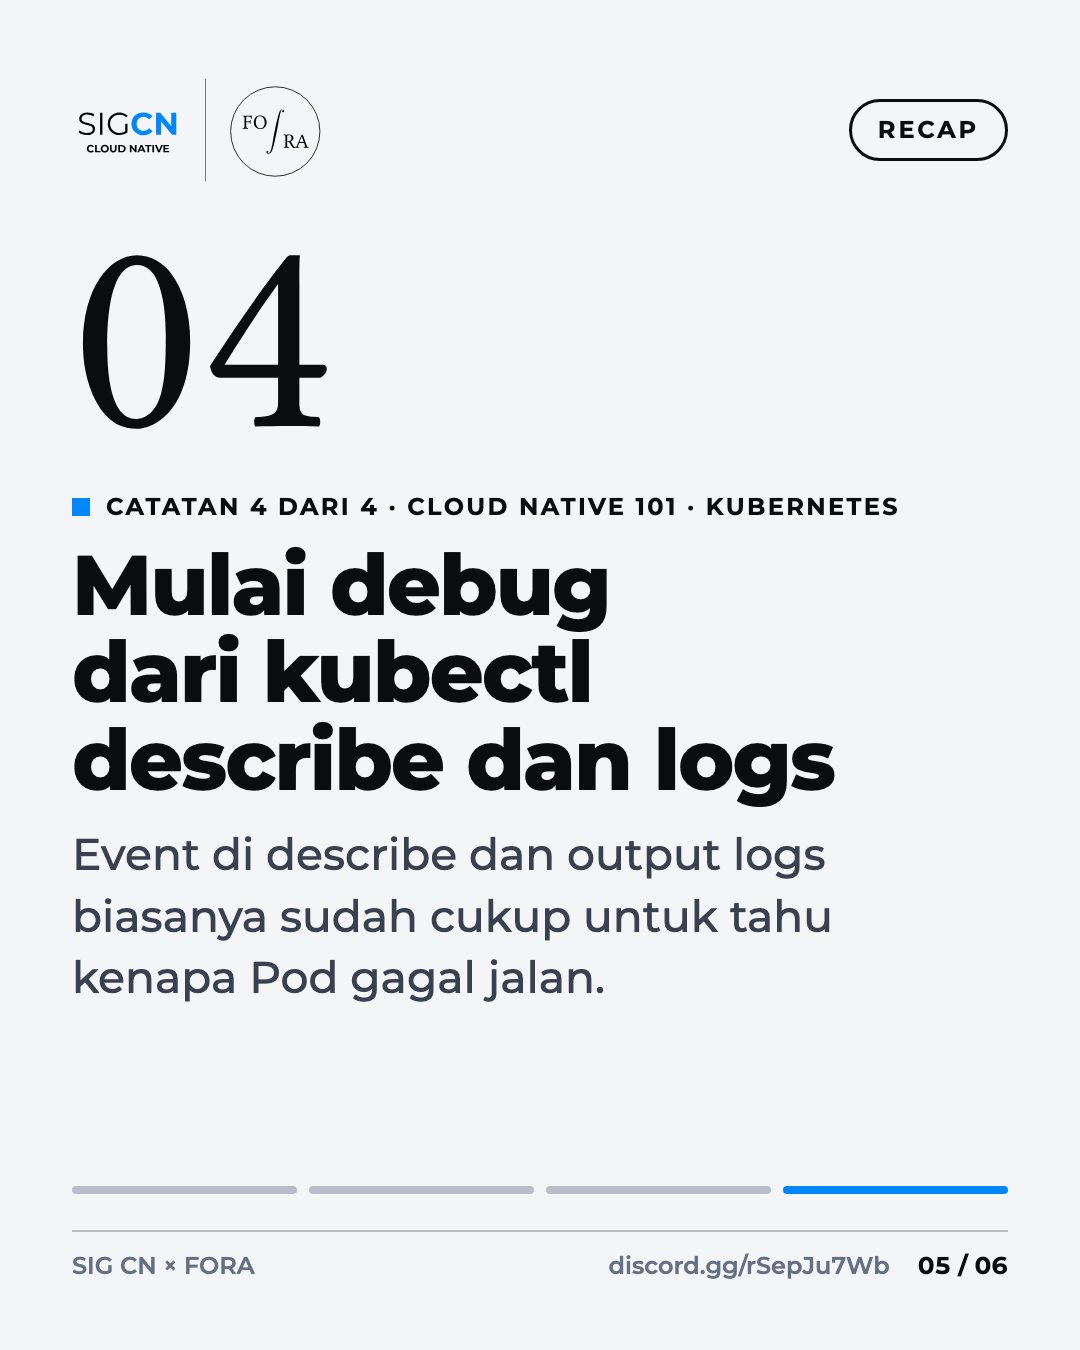 SIGCN
CLOUD NATIVE
FO RA
RECAP
04
CATATAN 4 DARI 4 · CLOUD NATIVE 101 · KUBERNETES
Mulai debug
dari kubectl
describe dan logs
Event di describe dan output logs
biasanya sudah cukup untuk tahu
kenapa Pod gagal jalan.
SIG CN × FORA
discord.gg/rSepJu7Wb
05 / 06